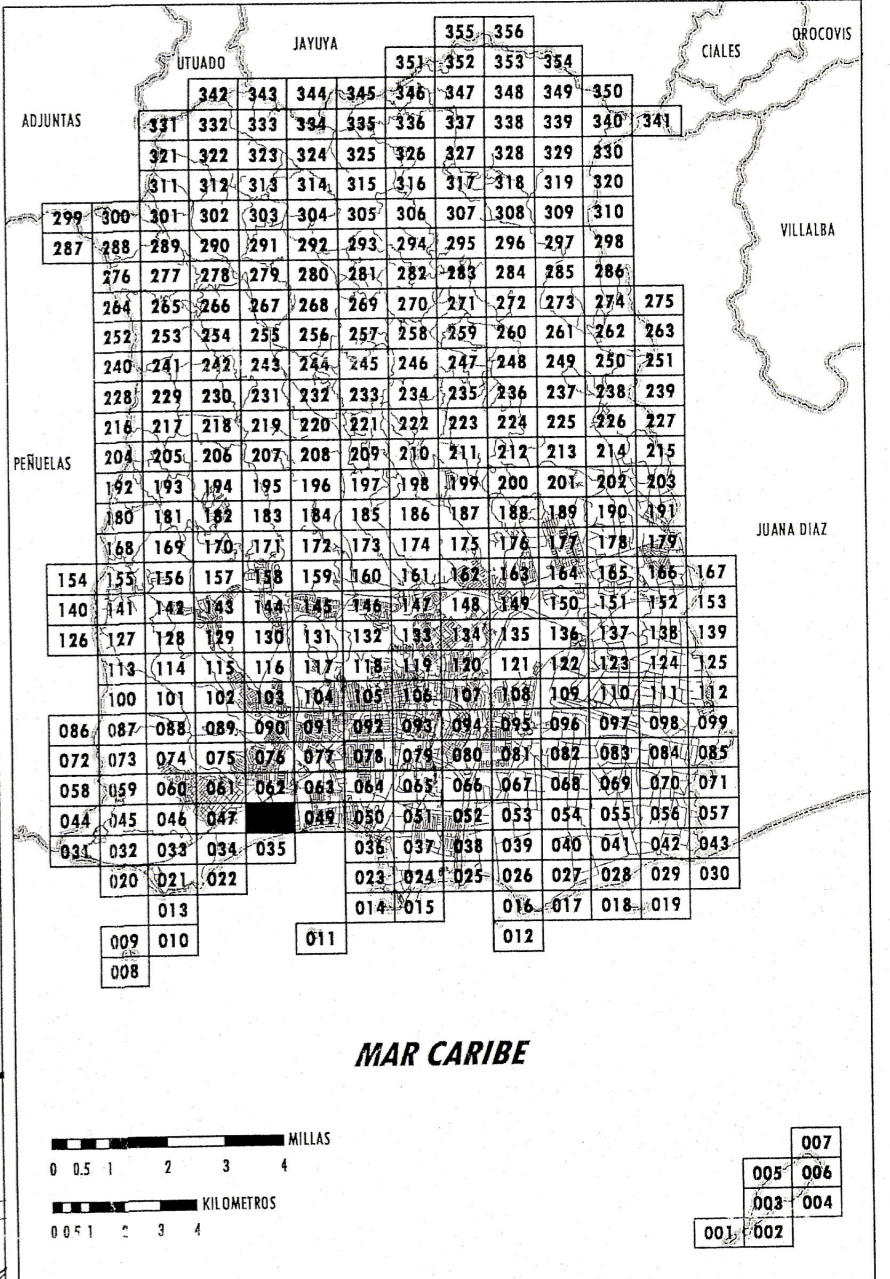 355 356
JAYUYA OROCOVIS
UTUADO 351 352 353 354 CIALES
342 343 344 345 346 347 348 349 350
ADJUNTAS 331 332 333 334 335 336 337 338 339 340 341
321 322 323 324 325 326 327 328 329 330
311 312 313 314 315 316 317 318 319 320
299 300 301 302 303 304 305 306 307 308 309 310
VILLALBA
287 288 289 290 291 292 293 294 295 296 297 298
276 277 278 279 280 281 282 283 284 285 286
264 265 266 267 268 269 270 271 272 273 274 275
252 253 254 255 256 257 258 259 260 261 262 263
240 241 242 243 244 245 246 247 248 249 250 251
228 229 230 231 232 233 234 235 236 237 238 239
216 217 218 219 220 221 222 223 224 225 226 227
PEÑUELAS 204 205 206 207 208 209 210 211 212 213 214 215
192 193 194 195 196 197 198 199 200 201 202 203
180 181 182 183 184 185 186 187 188 189 190 191
JUANA DIAZ
168 169 170 171 172 173 174 175 176 177 178 179
154 155 156 157 158 159 160 161 162 163 164 165 166 167
140 141 142 143 144 145 146 147 148 149 150 151 152 153
126 127 128 129 130 131 132 133 134 135 136 137 138 139
113 114 115 116 117 118 119 120 121 122 123 124 125
100 101 102 103 104 105 106 107 108 109 110 111 112
086 087 088 089 090 091 092 093 094 095 096 097 098 099
072 073 074 075 076 077 078 079 080 081 082 083 084 085
058 059 060 061 062 063 064 065 066 067 068 069 070 071
044 045 046 047 049 050 051 052 053 054 055 056 057
031 032 033 034 035 036 037 038 039 040 041 042 043
020 021 022 023 024 025 026 027 028 029 030
013 014 015 016 017 018 019
009 010 011 012
008
MAR CARIBE
MILLAS
0 0.5 1 2 3 4
KILOMETROS
0 0.5 1 2 3 4
007
005 006
003 004
001 002